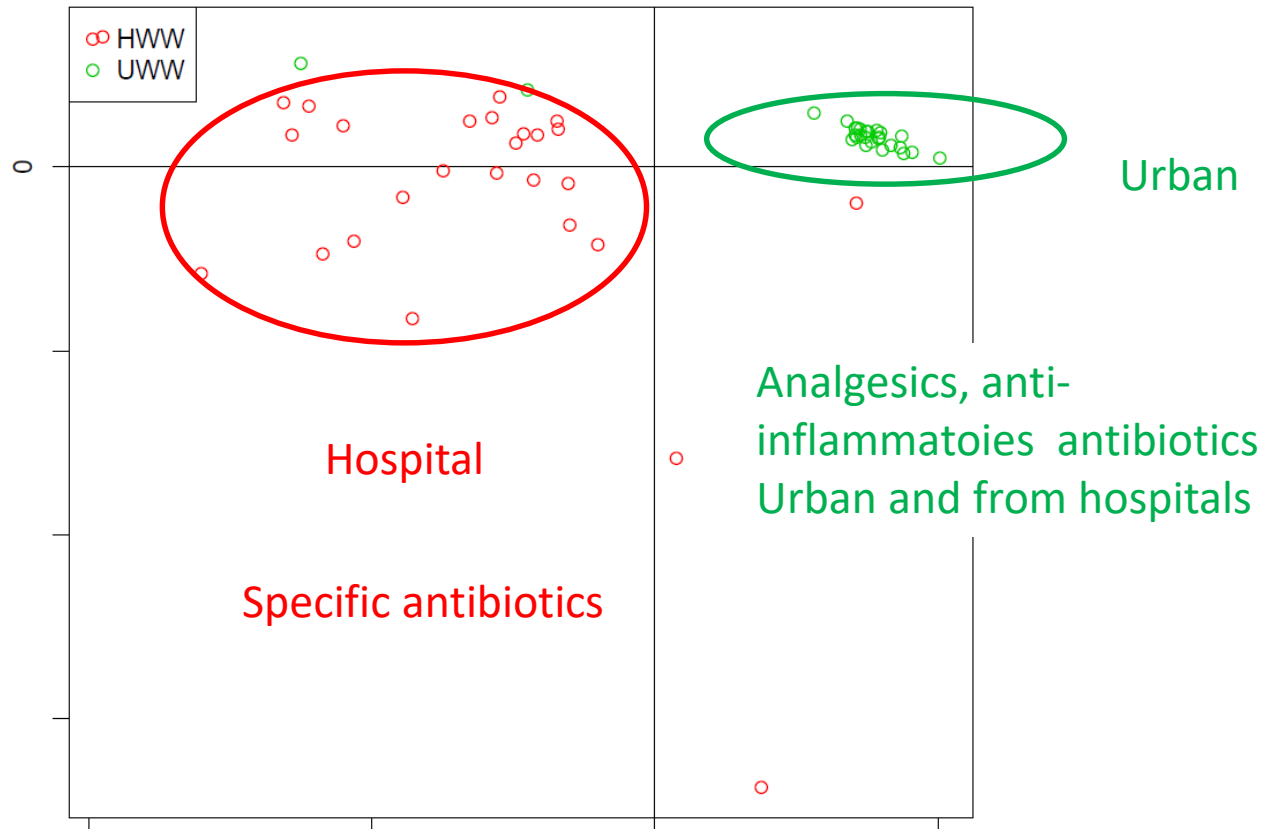 HWW
UWW
0
Urban
Analgesics, anti-
inflammatoies antibiotics
Urban and from hospitals
Hospital
Specific antibiotics